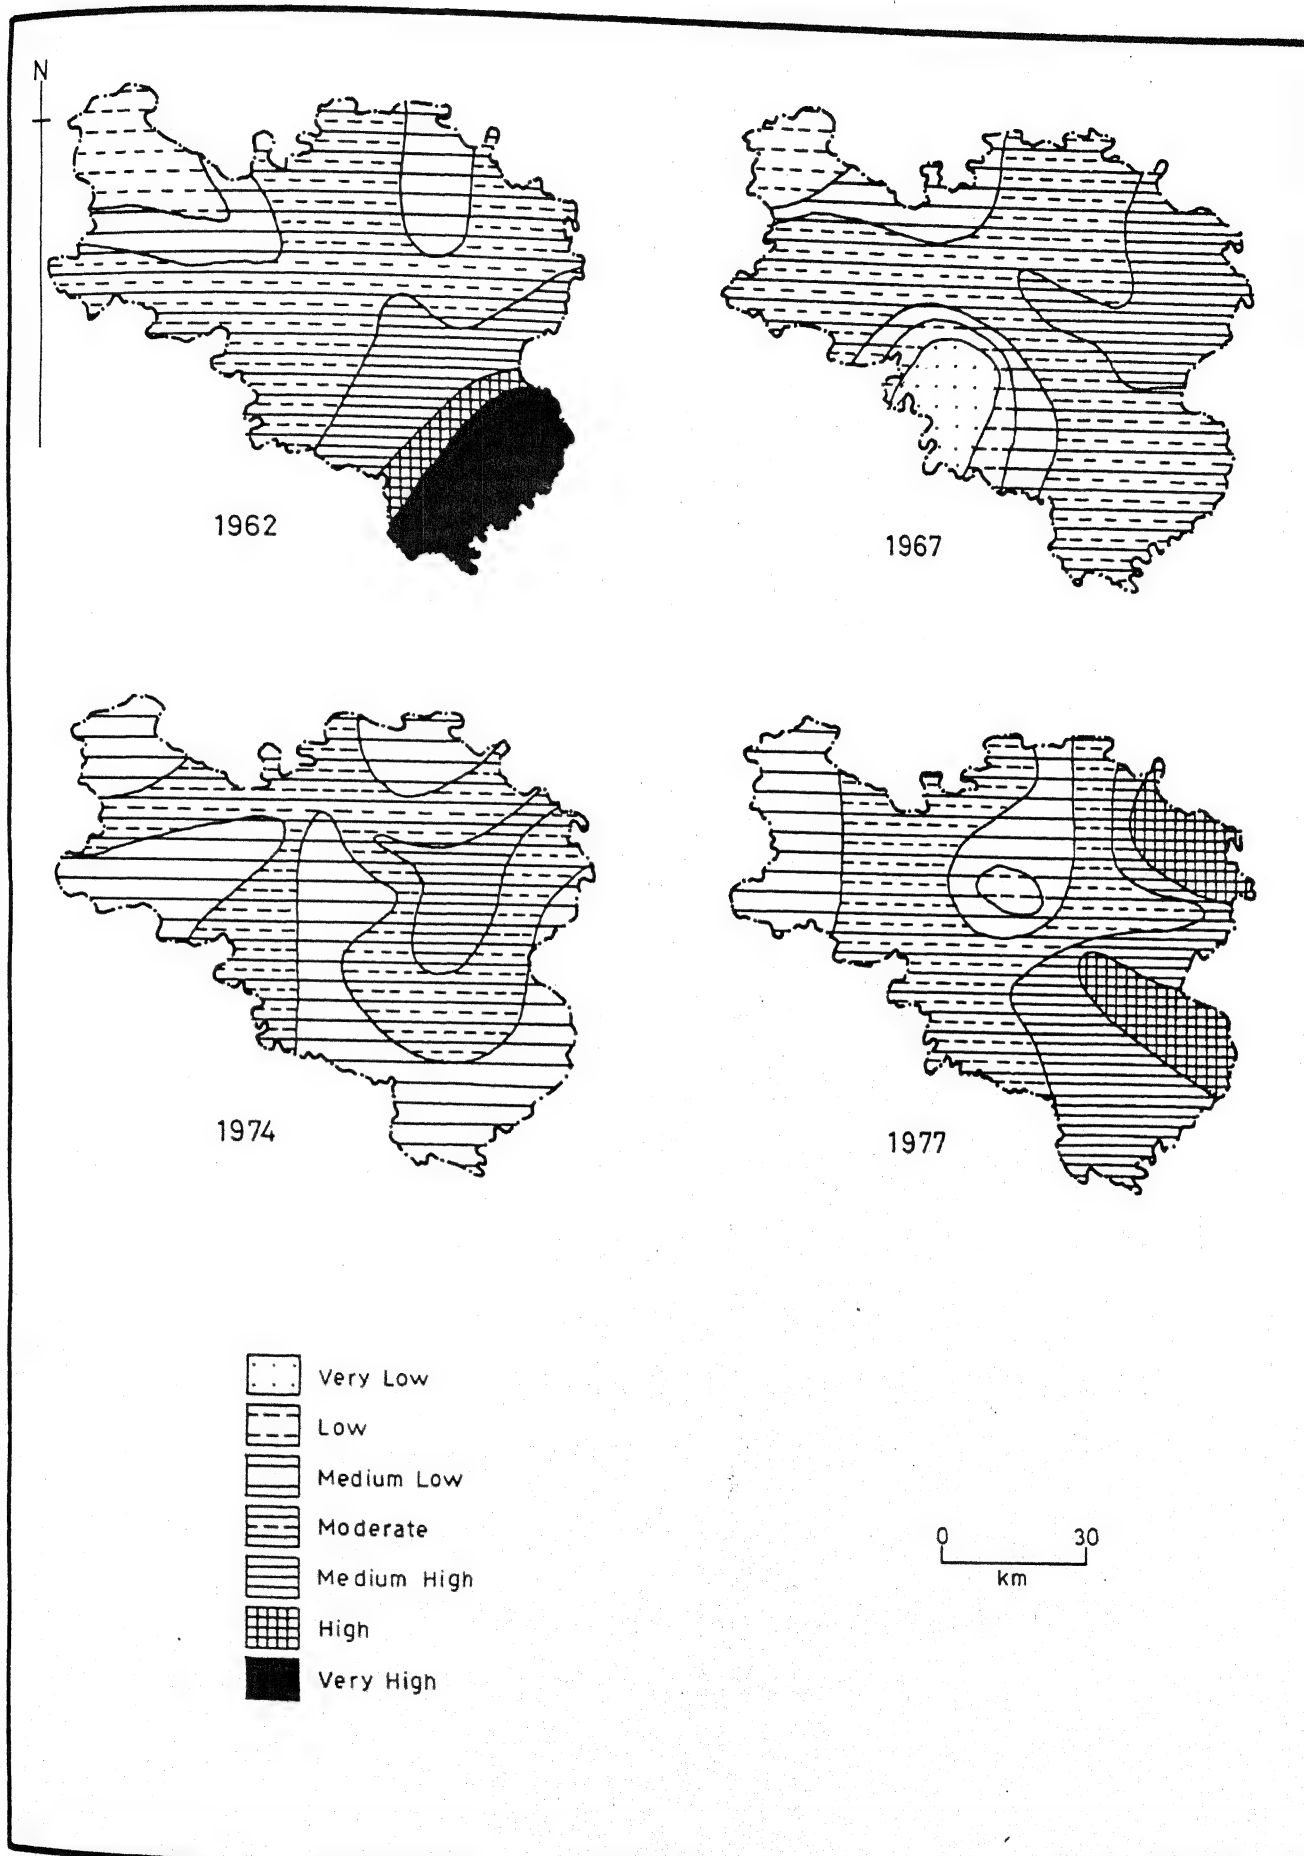 N
1962
1967
1974
1977
Very Low
Low
Medium Low
Moderate
Medium High
High
Very High
0 30
km